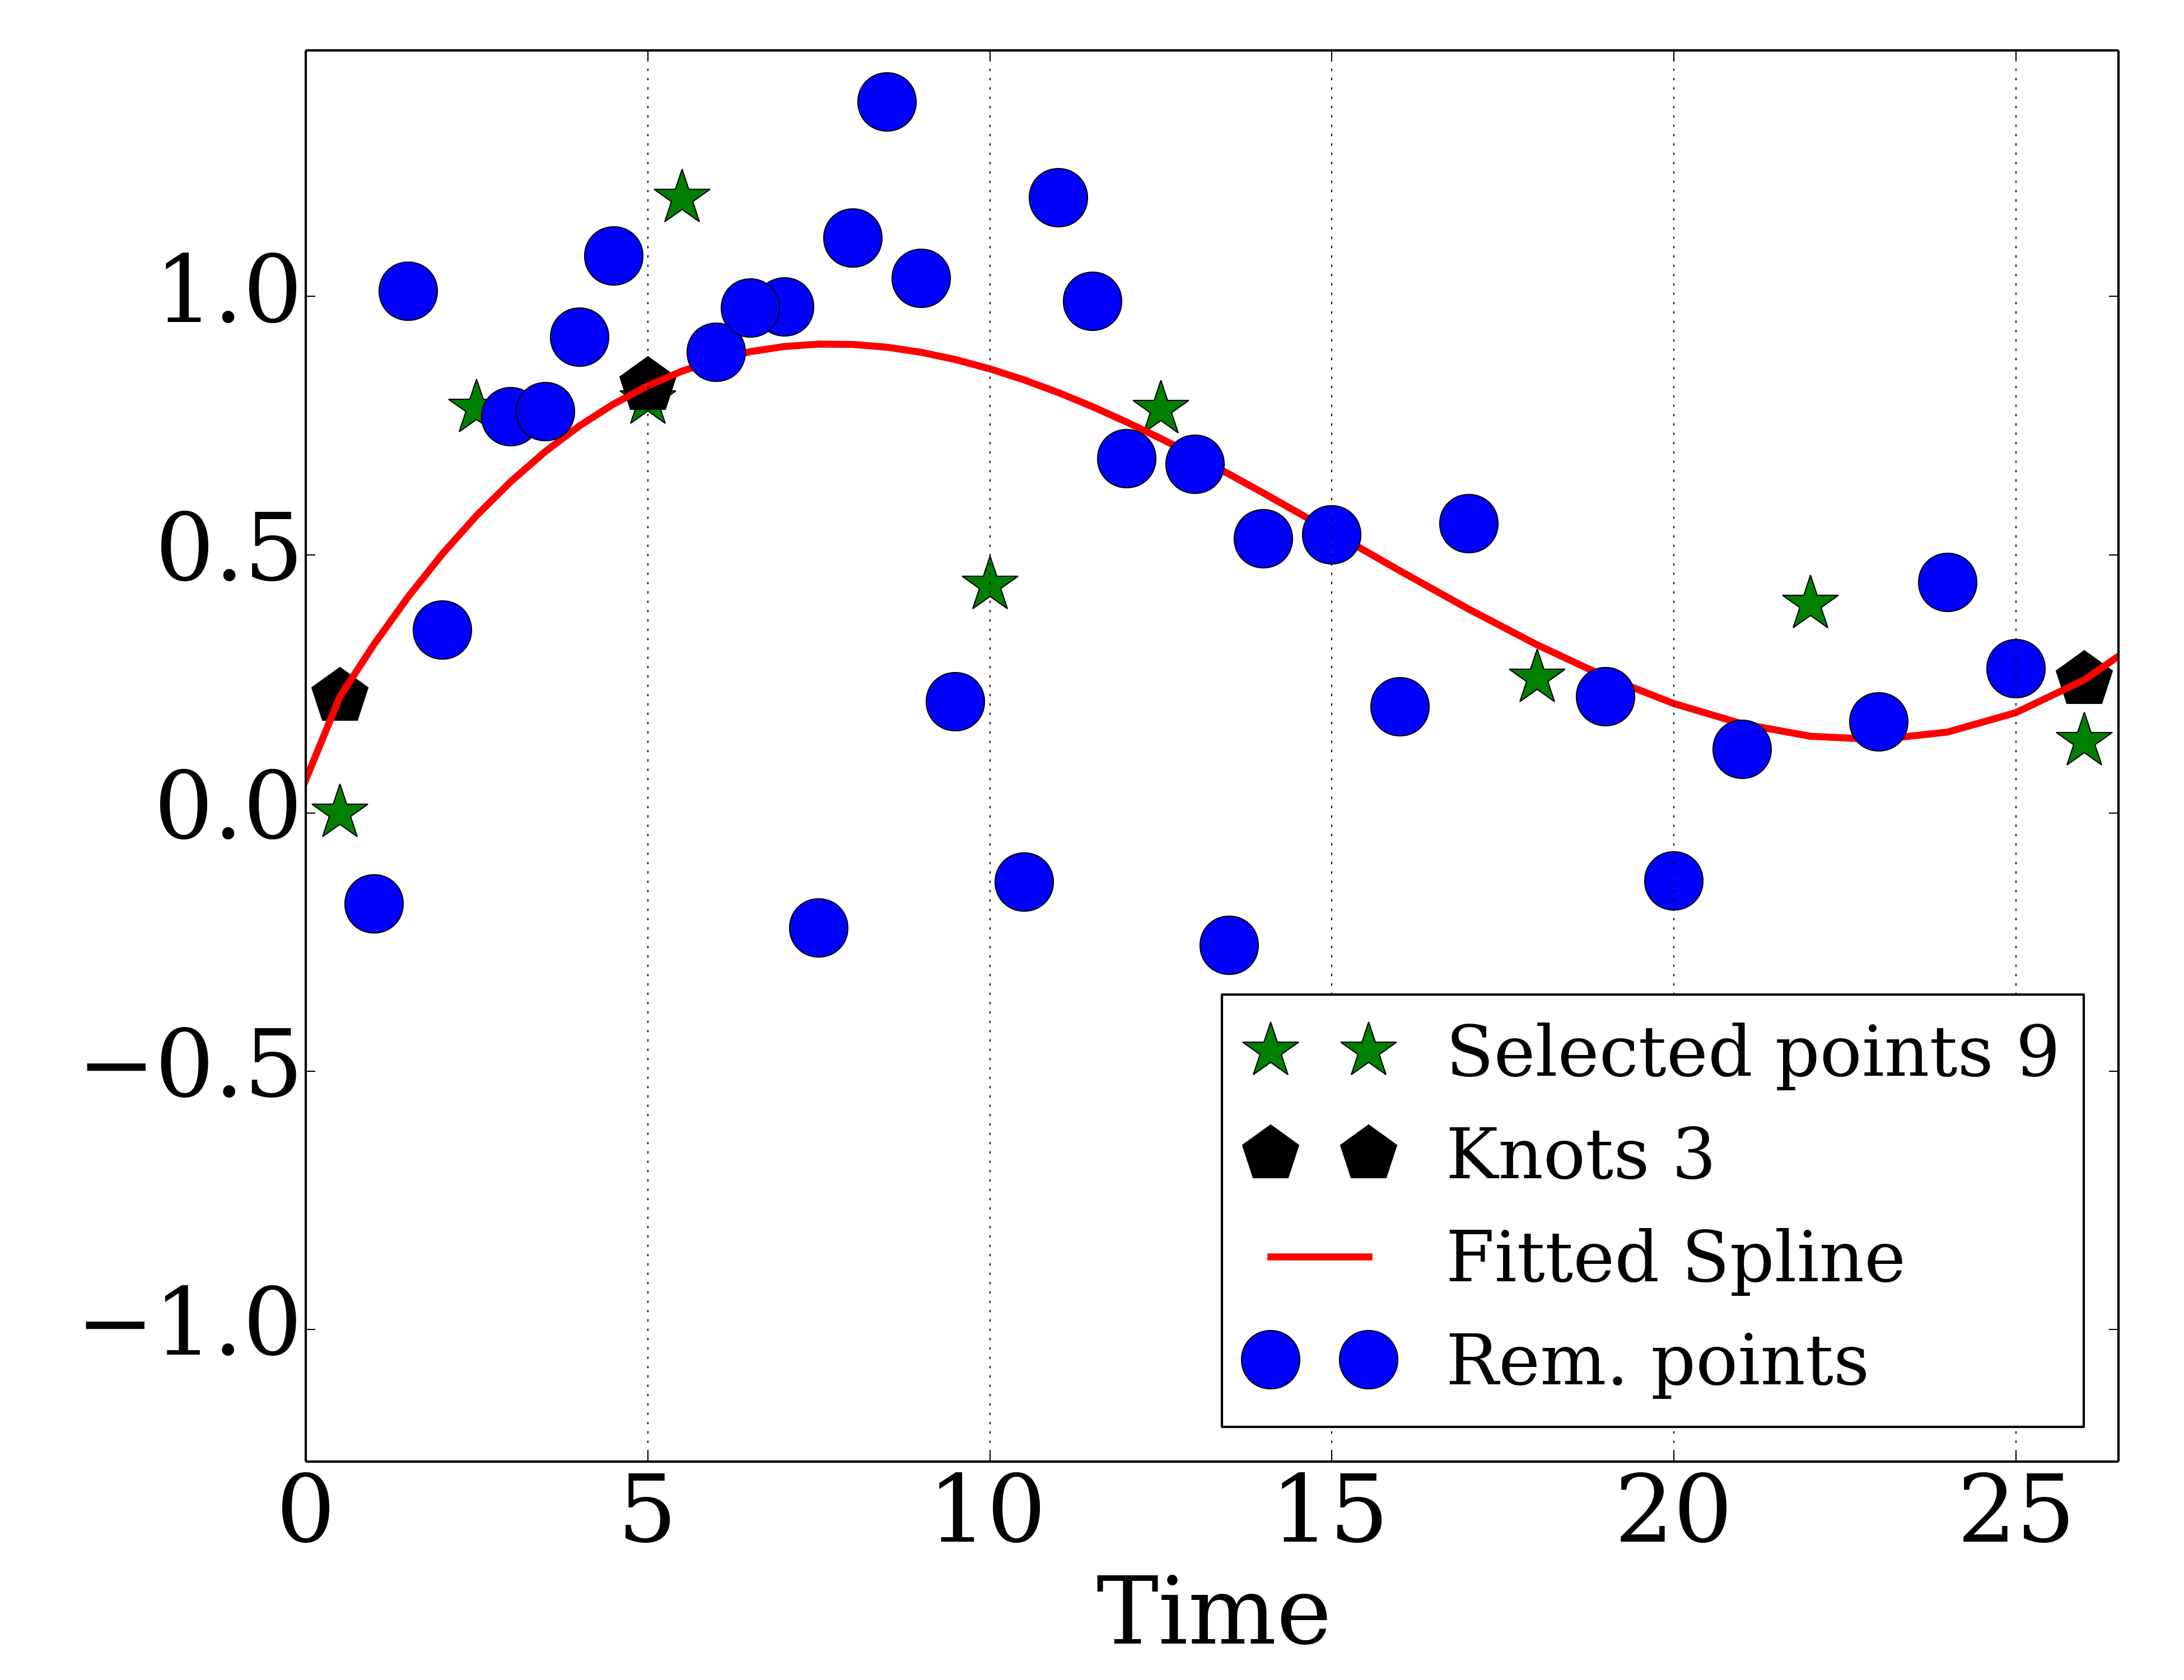 1.0
0.5
0.0
−0.5
−1.0
0 5 10 15 20 25
Time
Selected points 9
Knots 3
Fitted Spline
Rem. points